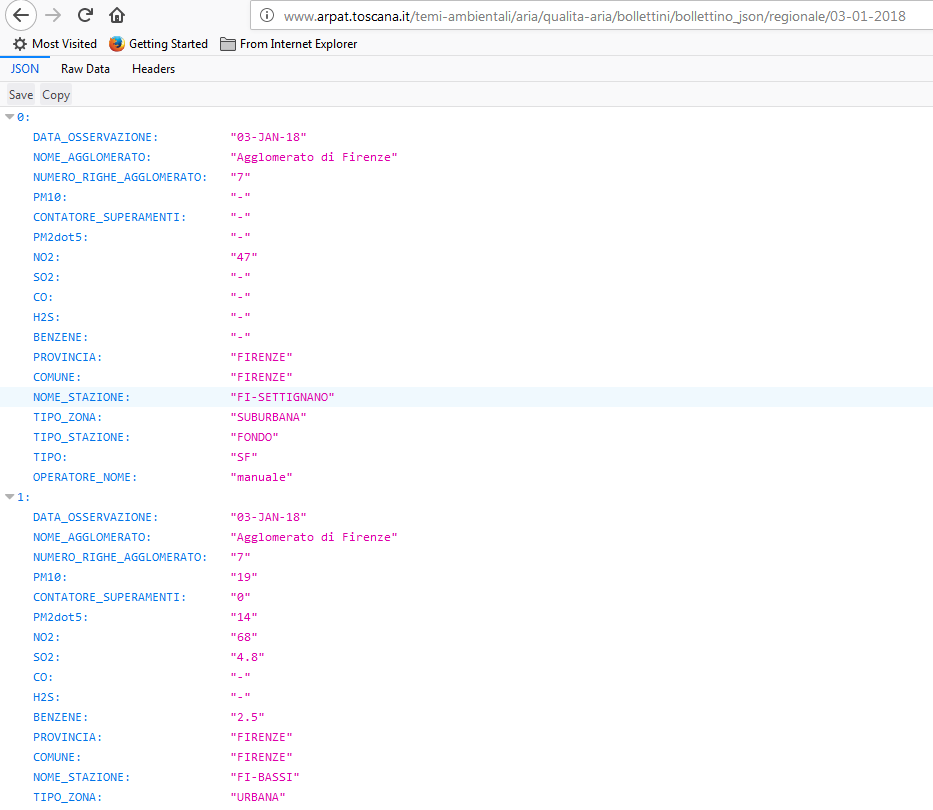 www.arpat.toscana.it/temi-ambientali/aria/qualita-aria/bollettini/bollettino_json/regionale/03-01-2018
Most Visited Getting Started From Internet Explorer
JSON Raw Data Headers
Save Copy
0:
DATA_OSSERVAZIONE: "03-JAN-18"
NOME_AGGLOMERATO: "Agglomerato di Firenze"
NUMERO_RIGHE_AGGLOMERATO: "7"
PM10: "-"
CONTATORE_SUPERAMENTI: "-"
PM2dot5: "-"
NO2: "47"
SO2: "-"
CO: "-"
H2S: "-"
BENZENE: "-"
PROVINCIA: "FIRENZE"
COMUNE: "FIRENZE"
NOME_STAZIONE: "FI-SETTIGNANO"
TIPO_ZONA: "SUBURBANA"
TIPO_STAZIONE: "FONDO"
TIPO: "SF"
OPERATORE_NOME: "manuale"
1:
DATA_OSSERVAZIONE: "03-JAN-18"
NOME_AGGLOMERATO: "Agglomerato di Firenze"
NUMERO_RIGHE_AGGLOMERATO: "7"
PM10: "19"
CONTATORE_SUPERAMENTI: "0"
PM2dot5: "14"
NO2: "68"
SO2: "4.8"
CO: "-"
H2S: "-"
BENZENE: "2.5"
PROVINCIA: "FIRENZE"
COMUNE: "FIRENZE"
NOME_STAZIONE: "FI-BASSI"
TIPO_ZONA: "URBANA"